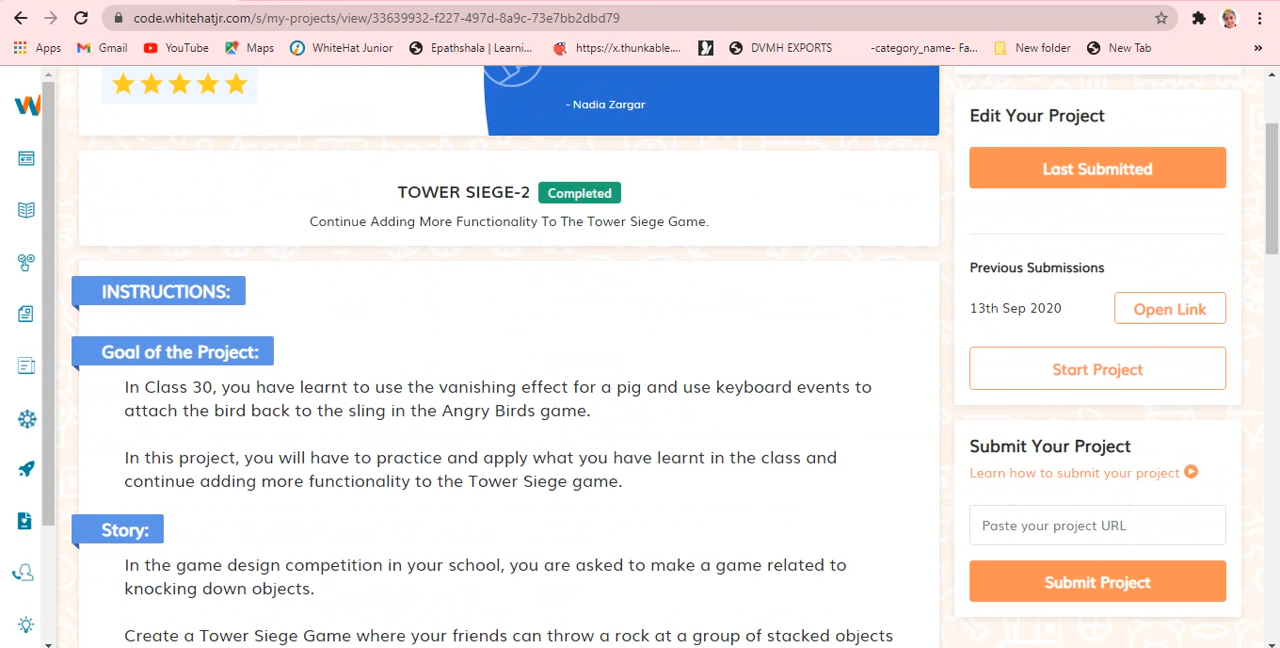 code.whitehatjr.com/s/my-projects/view/33639932-f227-497d-8a9c-73e7bb2dbd79
Apps Gmail YouTube Maps WhiteHat Junior Epathshala | Learni... https://x.thunkable.... DVMH EXPORTS -category_name- Fa... New folder New Tab »
- Nadia Zargar
TOWER SIEGE-2 Completed
Continue Adding More Functionality To The Tower Siege Game.
INSTRUCTIONS:
Goal of the Project:
In Class 30, you have learnt to use the vanishing effect for a pig and use keyboard events to
attach the bird back to the sling in the Angry Birds game.
In this project, you will have to practice and apply what you have learnt in the class and
continue adding more functionality to the Tower Siege game.
Story:
In the game design competition in your school, you are asked to make a game related to
knocking down objects.
Create a Tower Siege Game where your friends can throw a rock at a group of stacked objects
Edit Your Project
Last Submitted
Previous Submissions
13th Sep 2020 Open Link
Start Project
Submit Your Project
Learn how to submit your project
Paste your project URL
Submit Project